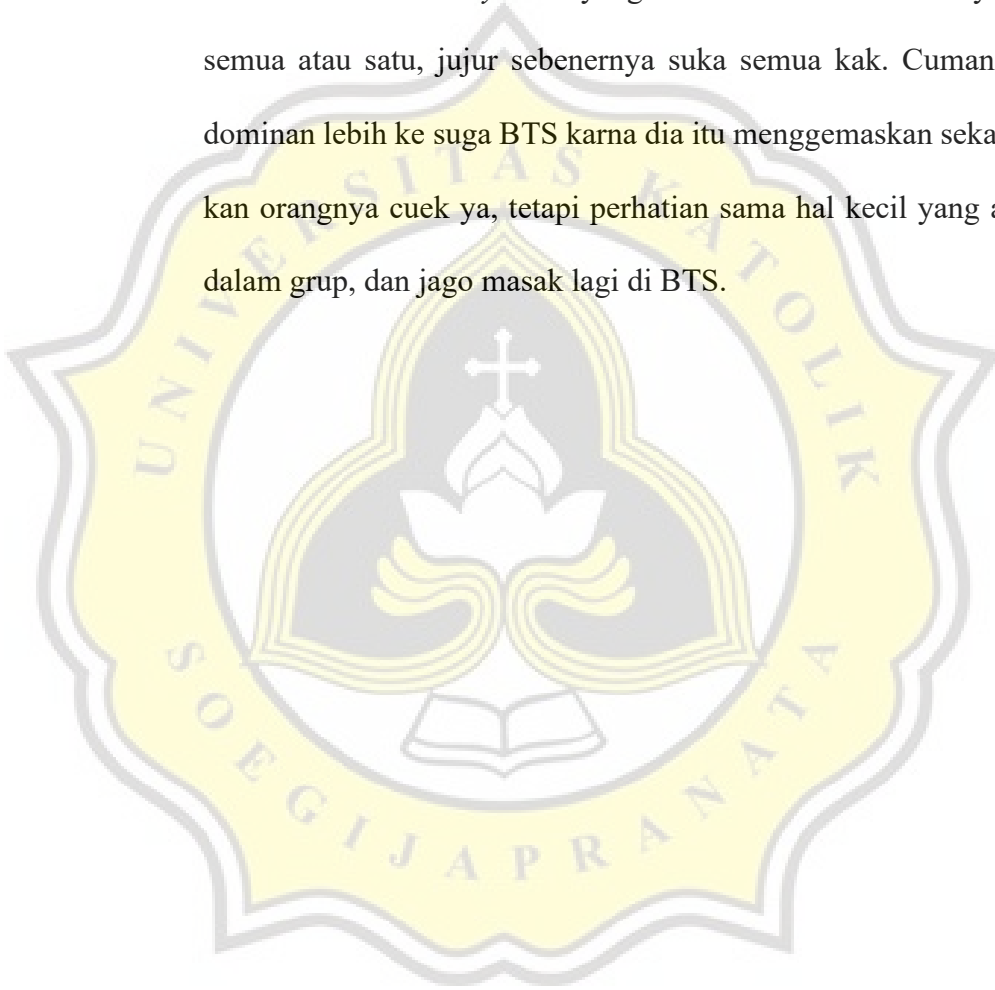 semua atau satu, jujur sebenernya suka semua kak. Cuman
dominan lebih ke suga BTS karna dia itu menggemaskan seka
kan orangnya cuek ya, tetapi perhatian sama hal kecil yang a
dalam grup, dan jago masak lagi di BTS.
UNIVERSITAS KATOLIK
SOEGIJAPRANATA